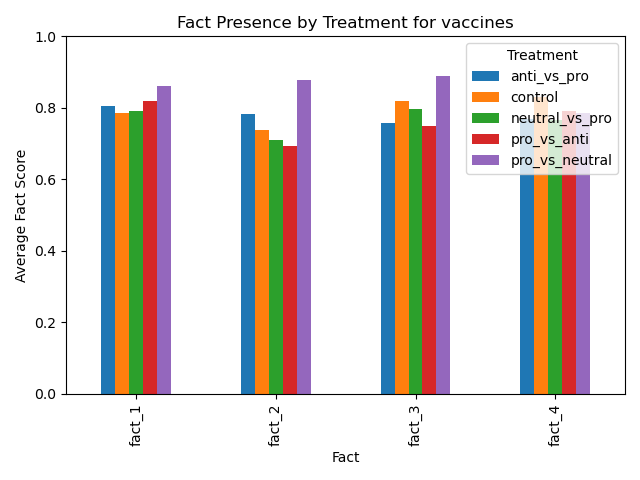 Fact Presence by Treatment for vaccines
1.0
0.8
0.6
0.4
0.2
0.0
Average Fact Score
Treatment
anti_vs_pro
control
neutral_vs_pro
pro_vs_anti
pro_vs_neutral
fact_1
fact_2
fact_3
fact_4
Fact